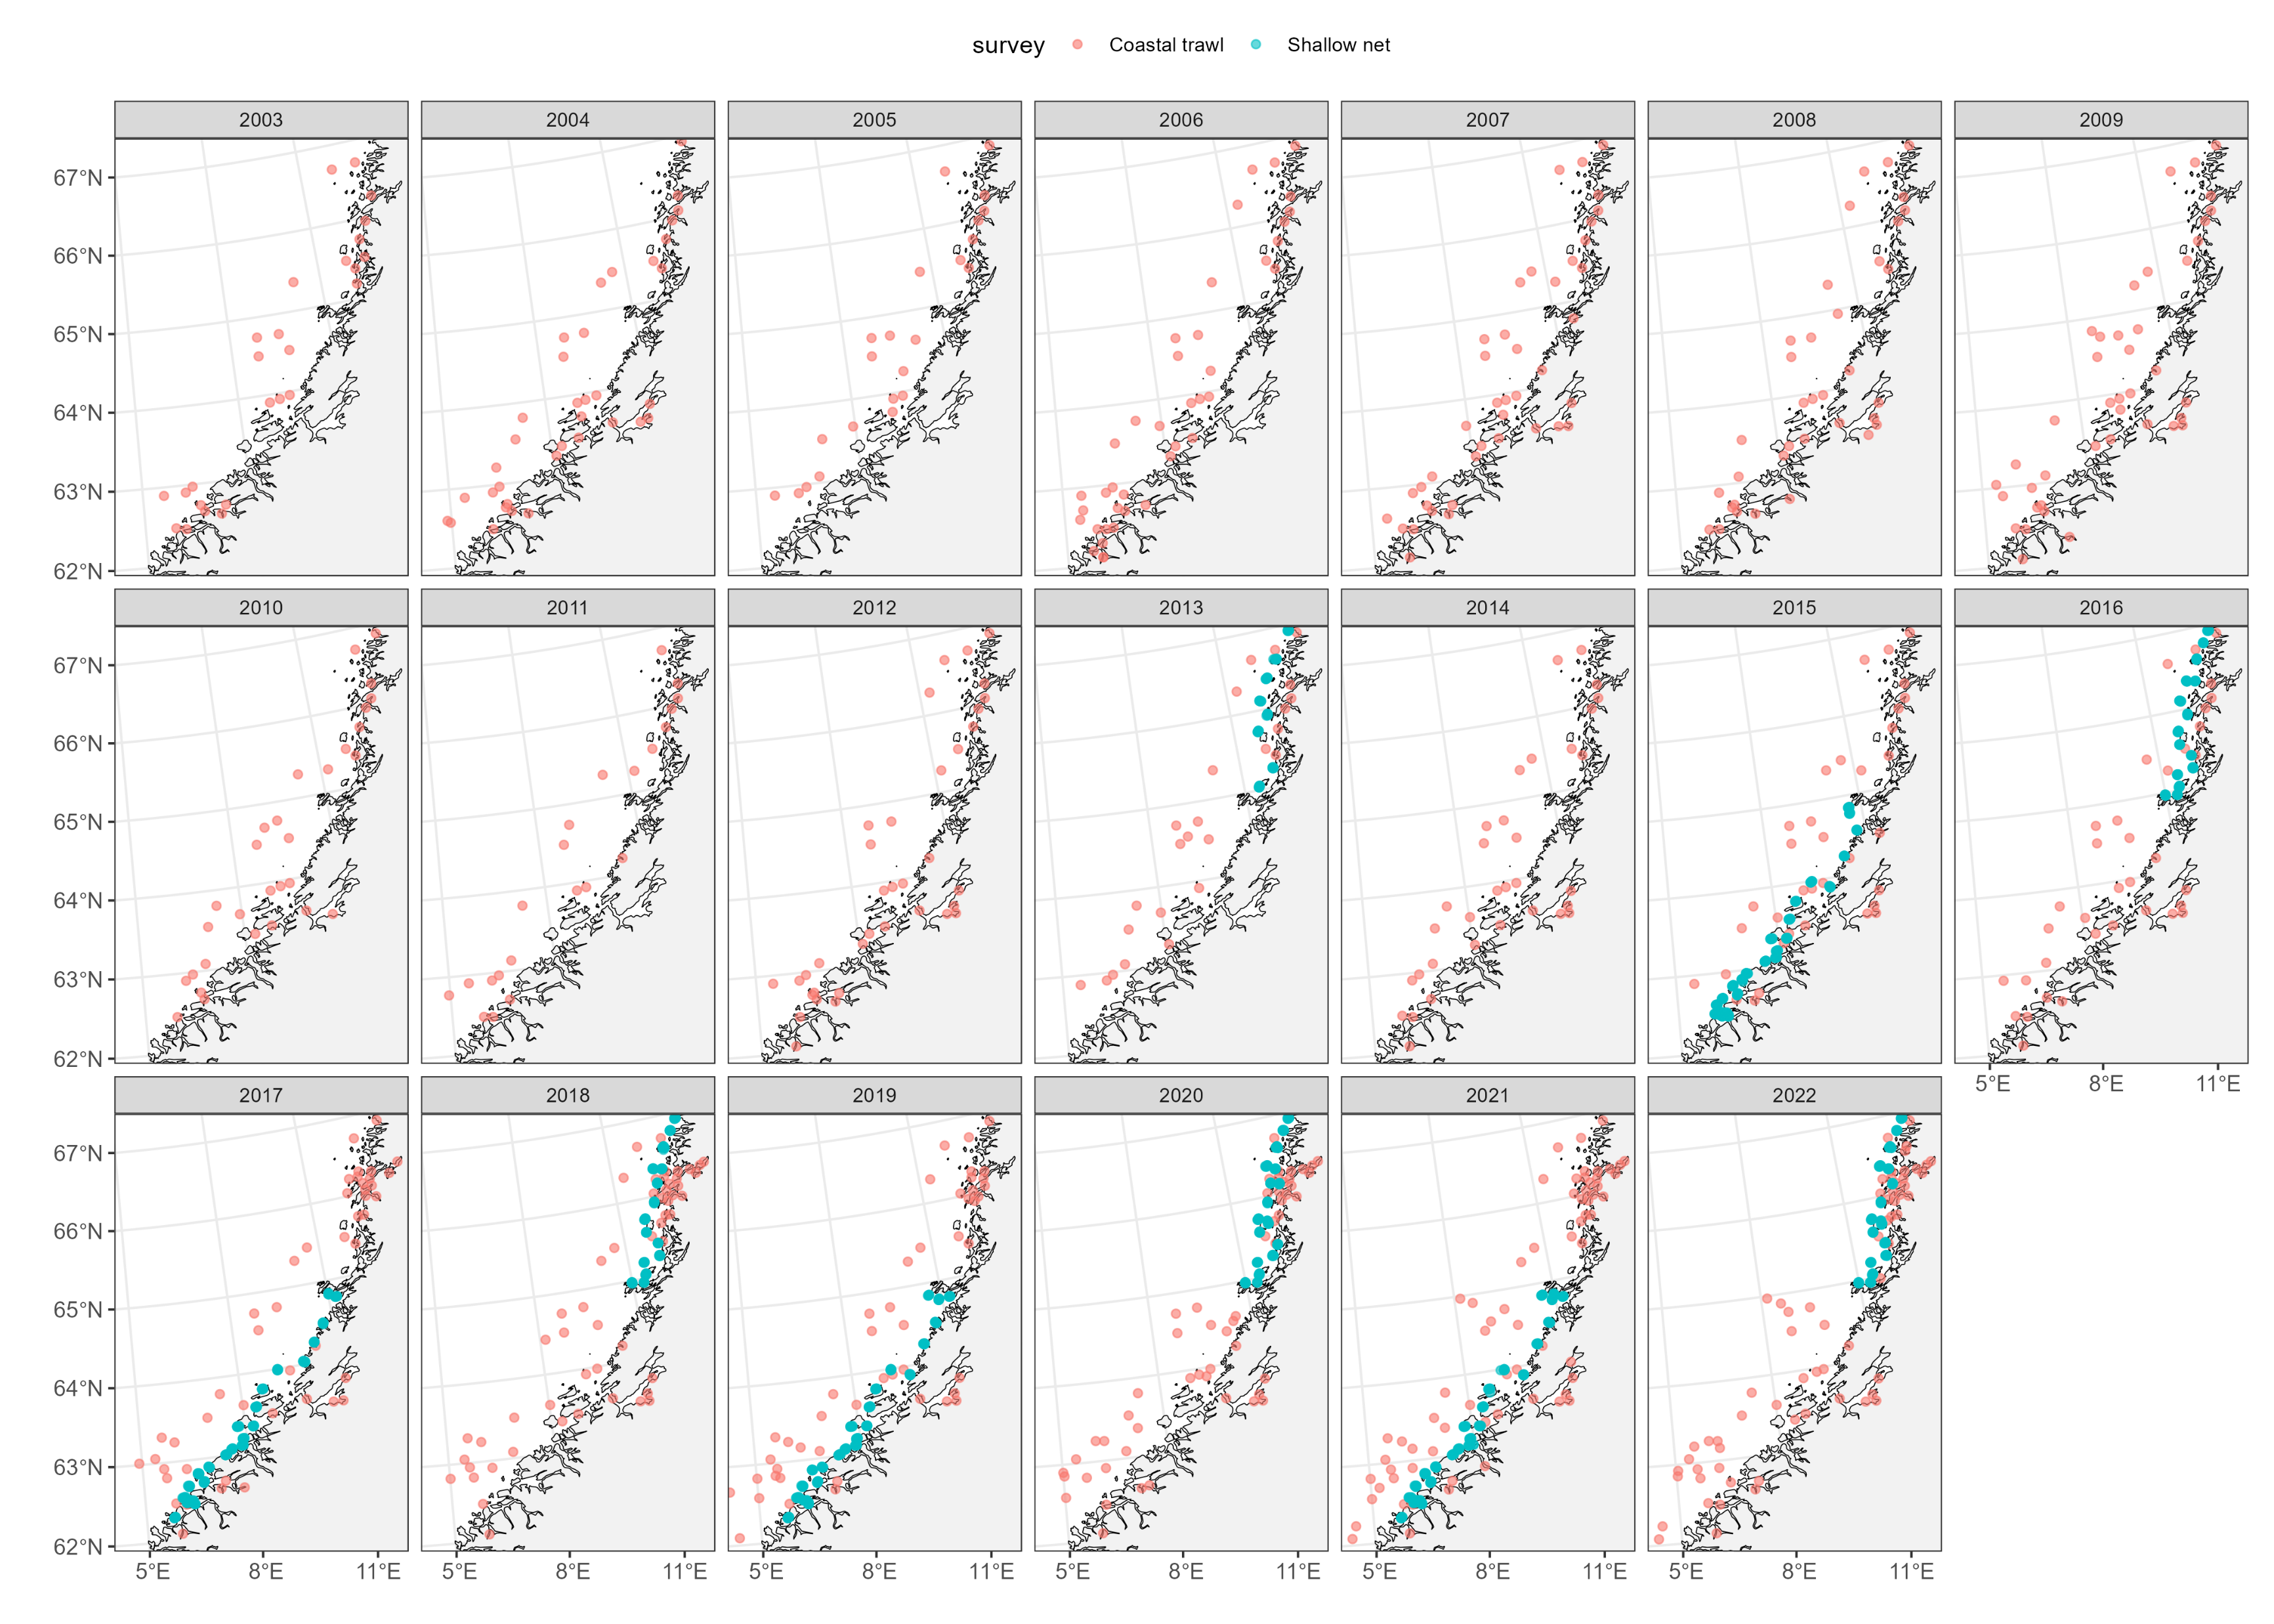 survey Coastal trawl Shallow net
2003 2004 2005 2006 2007 2008 2009
67°N
66°N
65°N
64°N
63°N
62°N
2010 2011 2012 2013 2014 2015 2016
67°N
66°N
65°N
64°N
63°N
62°N
5°E 8°E 11°E
2017 2018 2019 2020 2021 2022
67°N
66°N
65°N
64°N
63°N
62°N
5°E 8°E 11°E 5°E 8°E 11°E 5°E 8°E 11°E 5°E 8°E 11°E 5°E 8°E 11°E 5°E 8°E 11°E